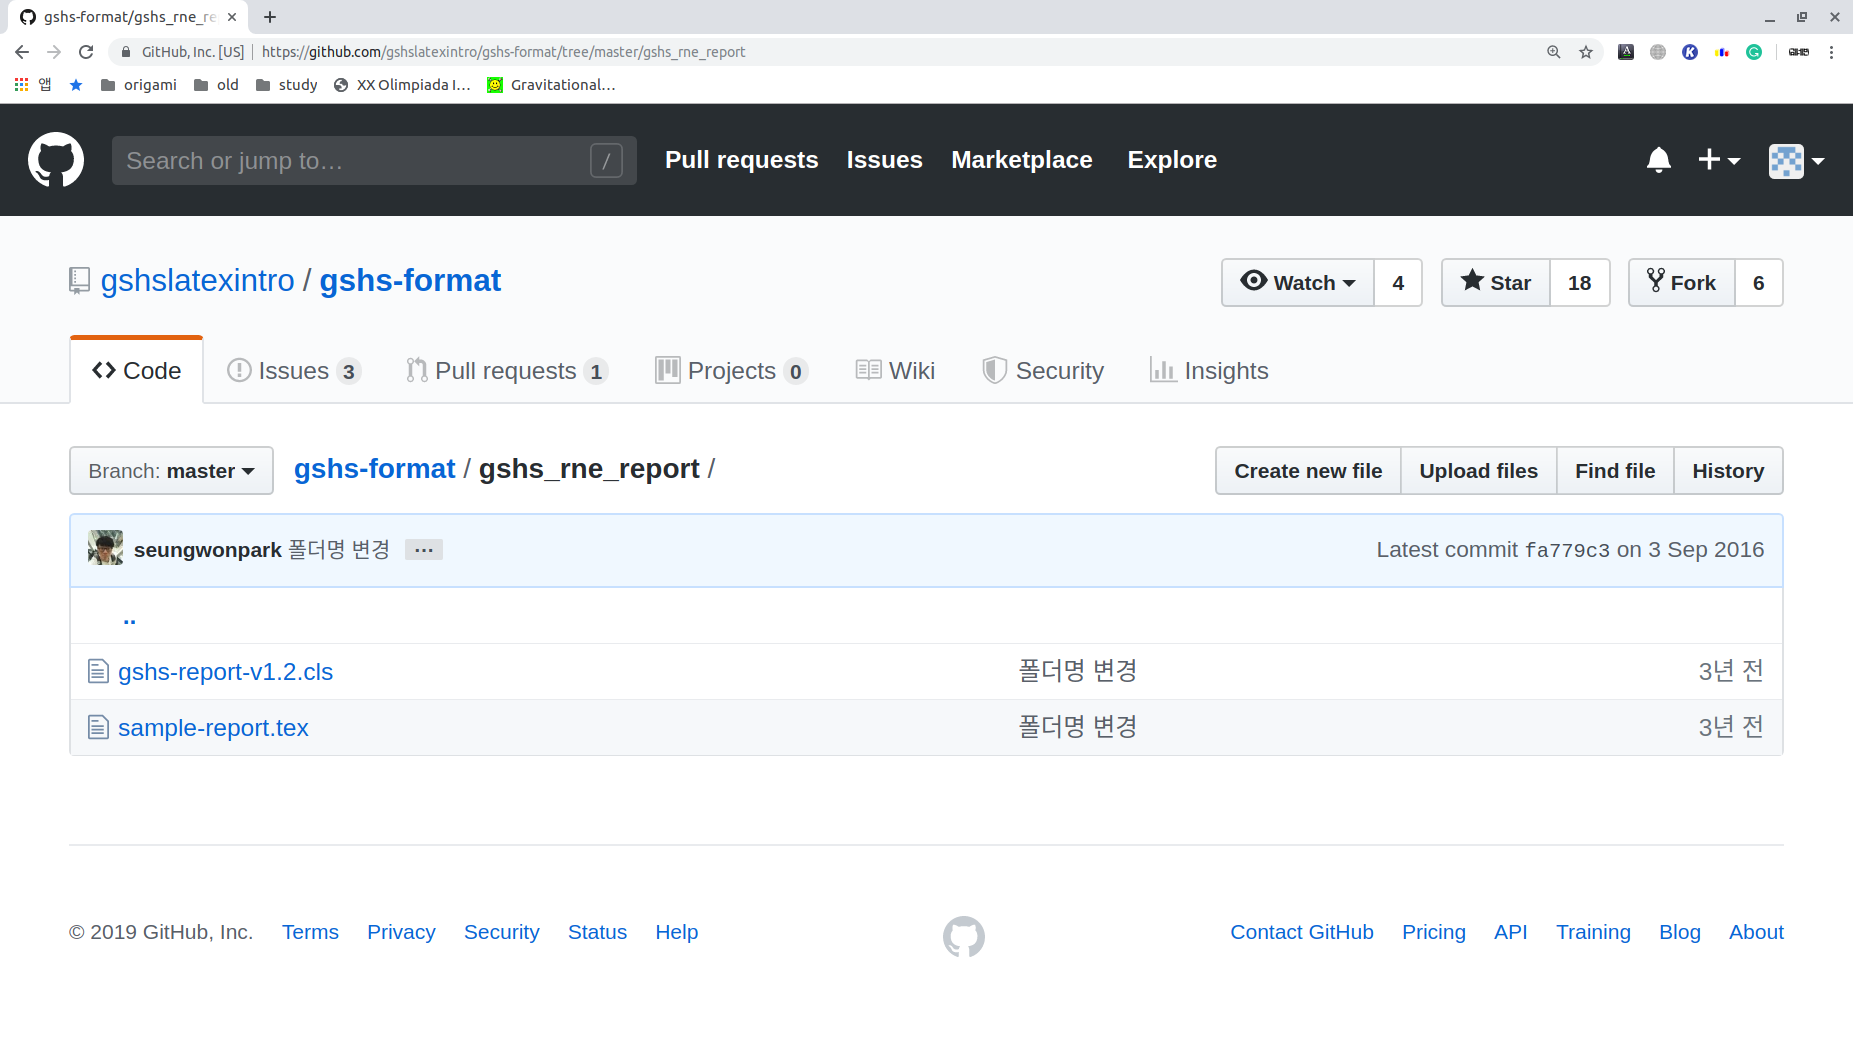 gshs-format/gshs_rne_re
GitHub, Inc. [US] https://github.com/gshslatexintro/gshs-format/tree/master/gshs_rne_report
앱 origami old study XX Olimpiada I… Gravitational…
Search or jump to… / Pull requests Issues Marketplace Explore
gshslatexintro / gshs-format Watch 4 Star 18 Fork 6
Code Issues 3 Pull requests 1 Projects 0 Wiki Security Insights
Branch: master gshs-format / gshs_rne_report / Create new file Upload files Find file History
seungwonpark 폴더명 변경 … Latest commit fa779c3 on 3 Sep 2016
..
gshs-report-v1.2.cls 폴더명 변경 3년 전
sample-report.tex 폴더명 변경 3년 전
© 2019 GitHub, Inc. Terms Privacy Security Status Help Contact GitHub Pricing API Training Blog About